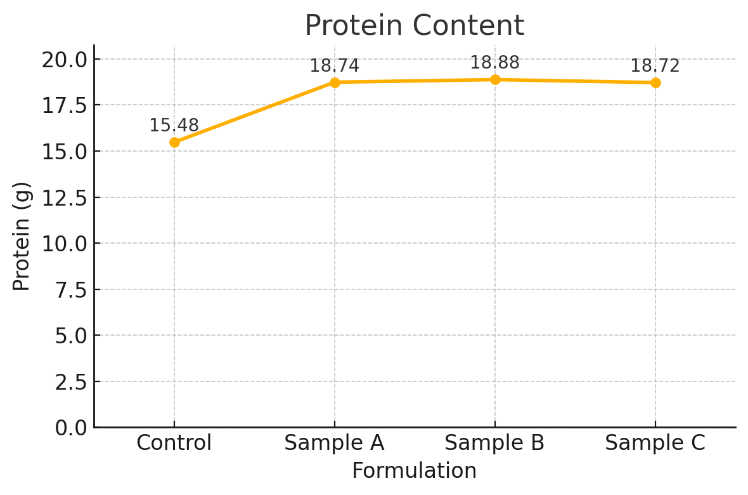 Protein Content
20.0
17.5
15.0
12.5
10.0
7.5
5.0
2.5
0.0
Protein (g)
15.48
18.74
18.88
18.72
Control
Sample A
Sample B
Sample C
Formulation